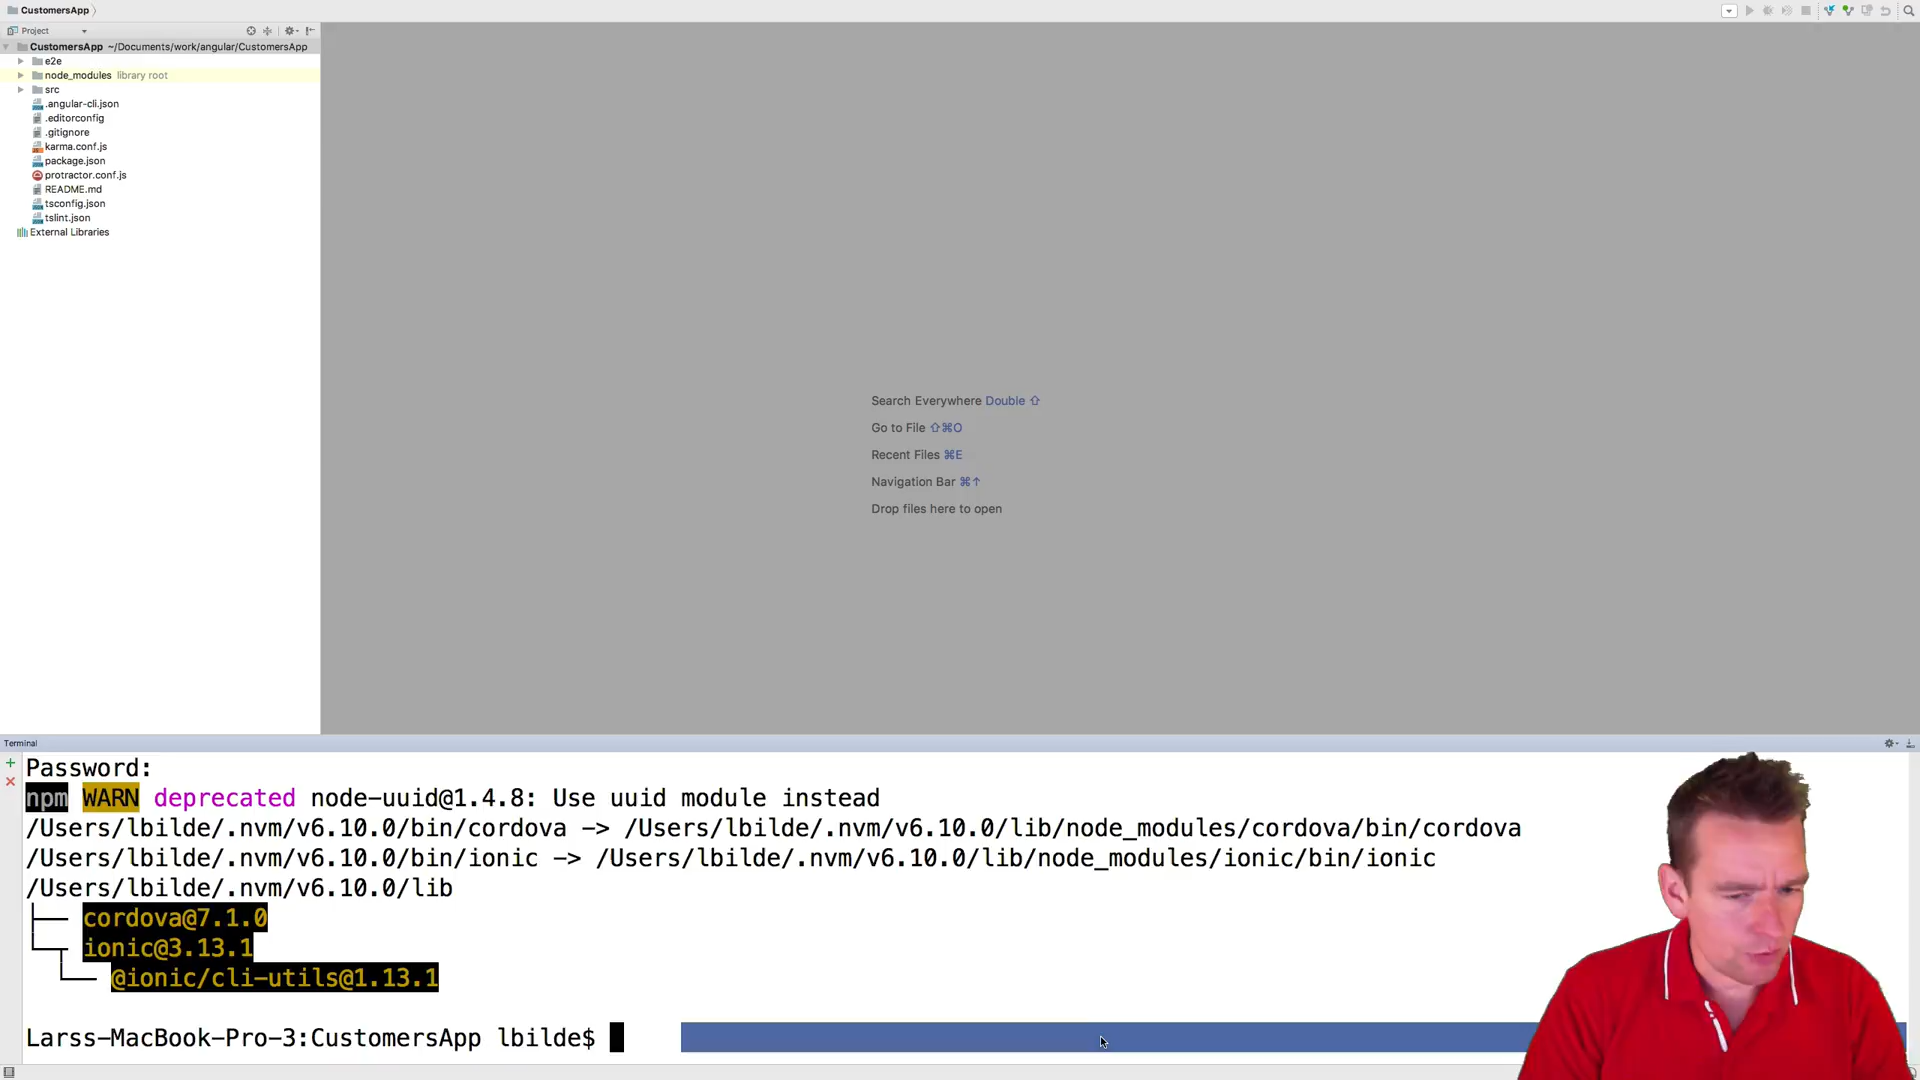 CustomersApp
Project
CustomersApp ~/Documents/work/angular/CustomersApp
e2e
node_modules library root
src
.angular-cli.json
.editorconfig
.gitignore
karma.conf.js
package.json
protractor.conf.js
README.md
tsconfig.json
tslint.json
External Libraries
Search Everywhere Double ⇧
Go to File ⇧⌘O
Recent Files ⌘E
Navigation Bar ⌘↑
Drop files here to open
Terminal
Password:
npm WARN deprecated node-uuid@1.4.8: Use uuid module instead
/Users/lbilde/.nvm/v6.10.0/bin/cordova -> /Users/lbilde/.nvm/v6.10.0/lib/node_modules/cordova/bin/cordova
/Users/lbilde/.nvm/v6.10.0/bin/ionic -> /Users/lbilde/.nvm/v6.10.0/lib/node_modules/ionic/bin/ionic
/Users/lbilde/.nvm/v6.10.0/lib
├── cordova@7.1.0
└─┬ ionic@3.13.1
└── @ionic/cli-utils@1.13.1
Larss-MacBook-Pro-3:CustomersApp lbilde$